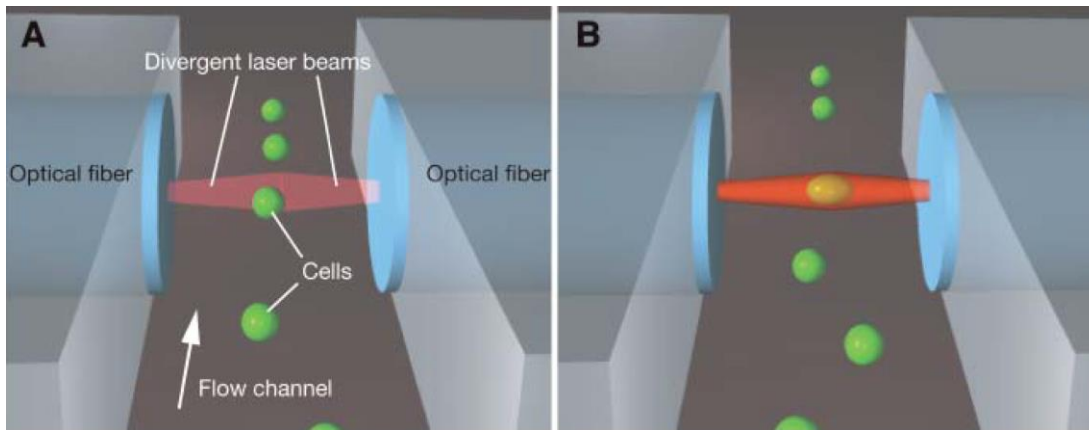 A
Divergent laser beams
Optical fiber
Optical fiber
Cells
Flow channel
B